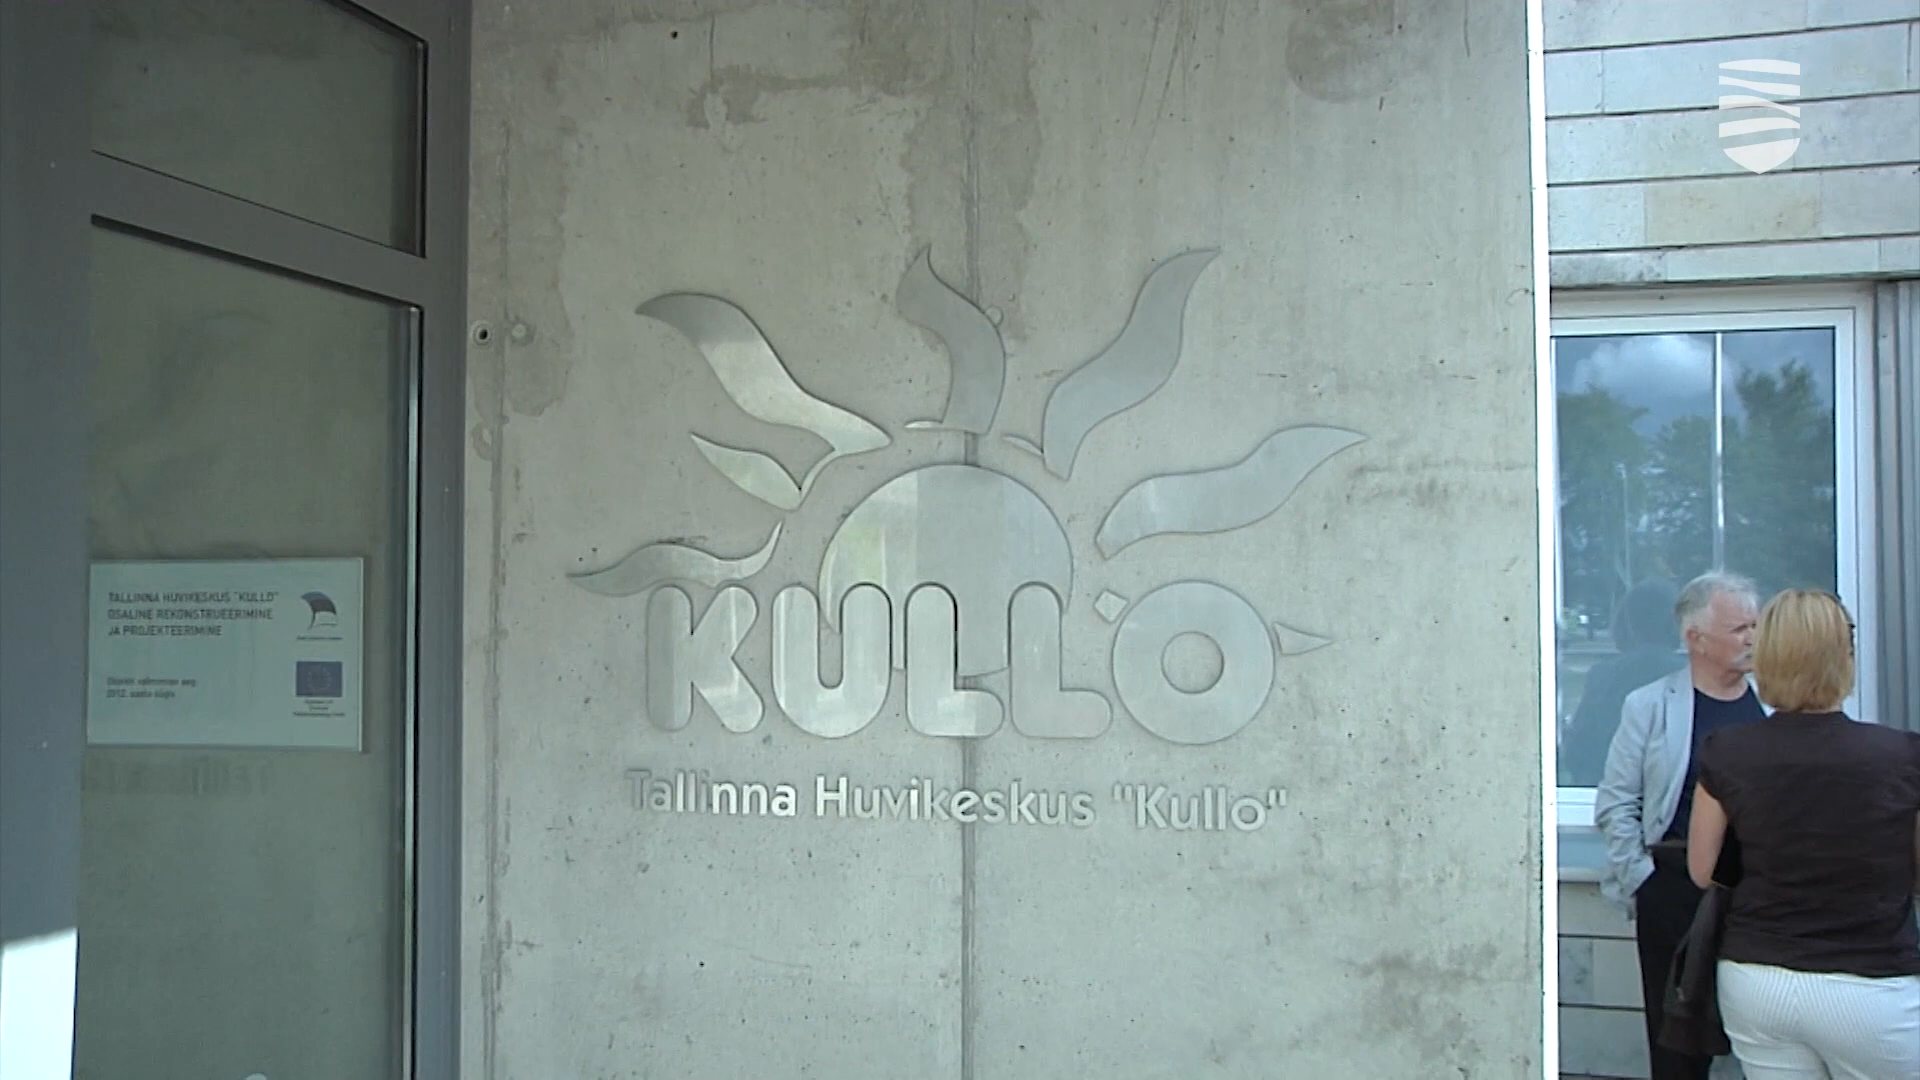 KULLO
Tallinna Huvikeskus "Kullo"
TALLINNA HUVIKESKUS "KULLO"
OSALINE REKONSTRUEERIMINE
JA PROJEKTEERIMINE